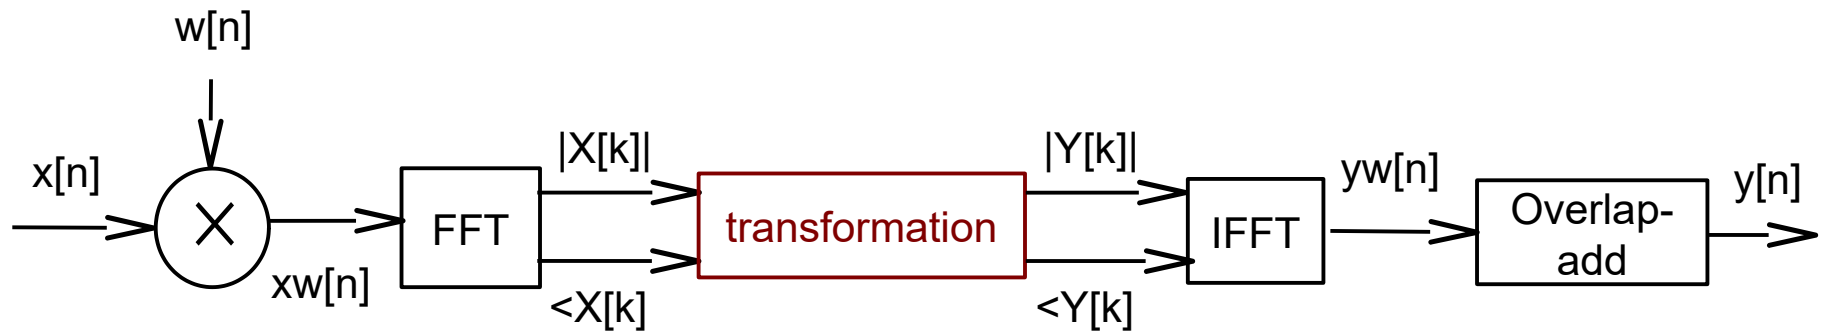 w[n]
x[n]
xw[n]
FFT
|X[k]|
<X[k]
transformation
|Y[k]|
<Y[k]
IFFT
yw[n]
Overlap-
add
y[n]